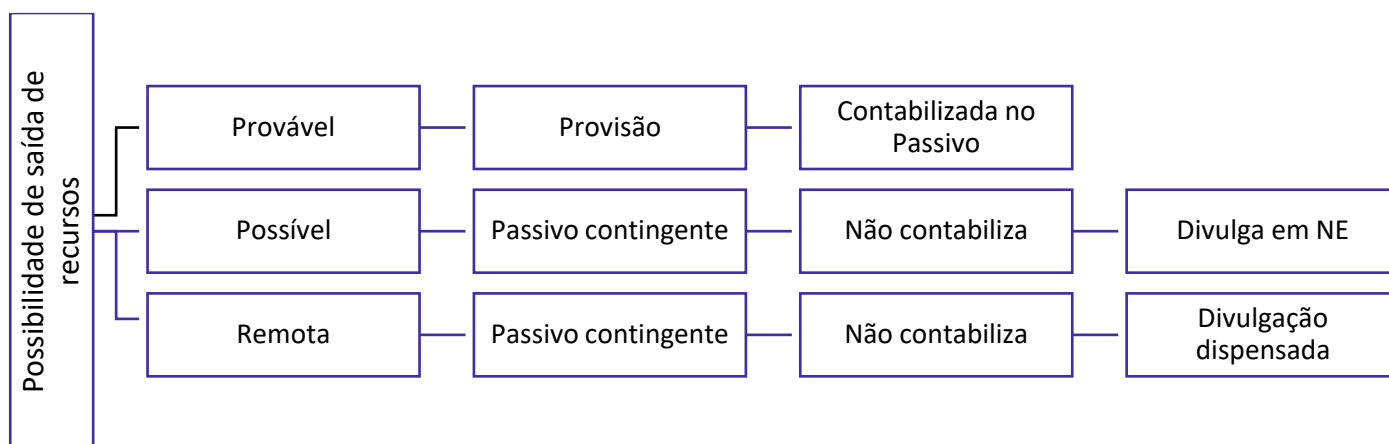 Possibilidade de saída de
recursos
Provável
Provisão
Contabilizada no
Passivo
Possível
Passivo contingente
Não contabiliza
Divulga em NE
Remota
Passivo contingente
Não contabiliza
Divulgação
dispensada